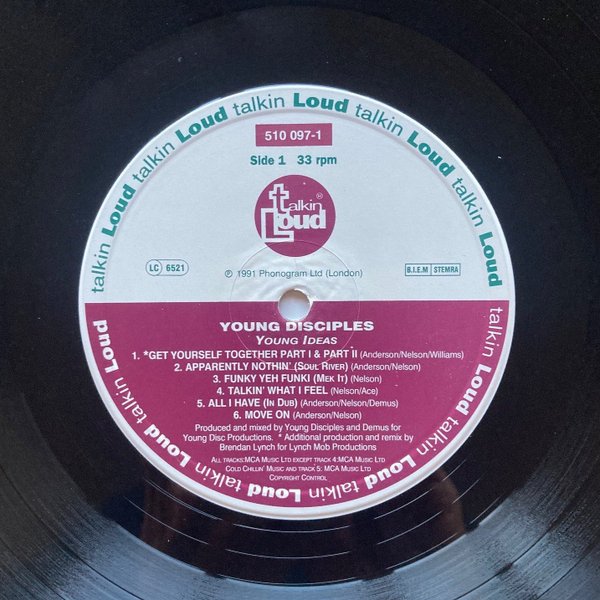 talkin Loud talkin Loud talkin Loud talkin Loud
510 097-1
Side 1 33 rpm
talkin Loud ®
LC 6521
℗ 1991 Phonogram Ltd (London)
B.I.E.M STEMRA
YOUNG DISCIPLES
YOUNG IDEAS
1. *GET YOURSELF TOGETHER PART I & PART II (Anderson/Nelson/Williams)
2. APPARENTLY NOTHIN' (SOUL RIVER) (Anderson/Nelson)
3. FUNKY YEH FUNKI (MEK IT) (Nelson)
4. TALKIN' WHAT I FEEL (Nelson/Ace)
5. ALL I HAVE (IN DUB) (Anderson/Nelson/Demus)
6. MOVE ON (Anderson/Nelson)
Produced and mixed by Young Disciples and Demus for
Young Disc Productions. * Additional production and remix by
Brendan Lynch for Lynch Mob Productions
ALL TRACKS:MCA MUSIC LTD EXCEPT TRACK 4:MCA MUSIC LTD
COLD CHILLIN' MUSIC AND TRACK 5: MCA MUSIC LTD
COPYRIGHT CONTROL
talkin Loud talkin Loud talkin Loud talkin Loud